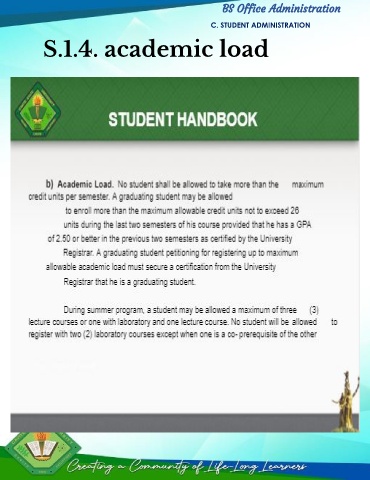 BS Office Administration
C. STUDENT ADMINISTRATION
S.1.4. academic load
STUDENT HANDBOOK
b) Academic Load. No student shall be allowed to take more than the maximum
credit units per semester. A graduating student may be allowed
to enroll more than the maximum allowable credit units not to exceed 26
units during the last two semesters of his course provided that he has a GPA
of 2.50 or better in the previous two semesters as certified by the University
Registrar. A graduating student petitioning for registering up to maximum
allowable academic load must secure a certification from the University
Registrar that he is a graduating student.
During summer program, a student may be allowed a maximum of three (3)
lecture courses or one with laboratory and one lecture course. No student will be allowed to
register with two (2) laboratory courses except when one is a co- prerequisite of the other
Creating a Community of Life-Long Learners